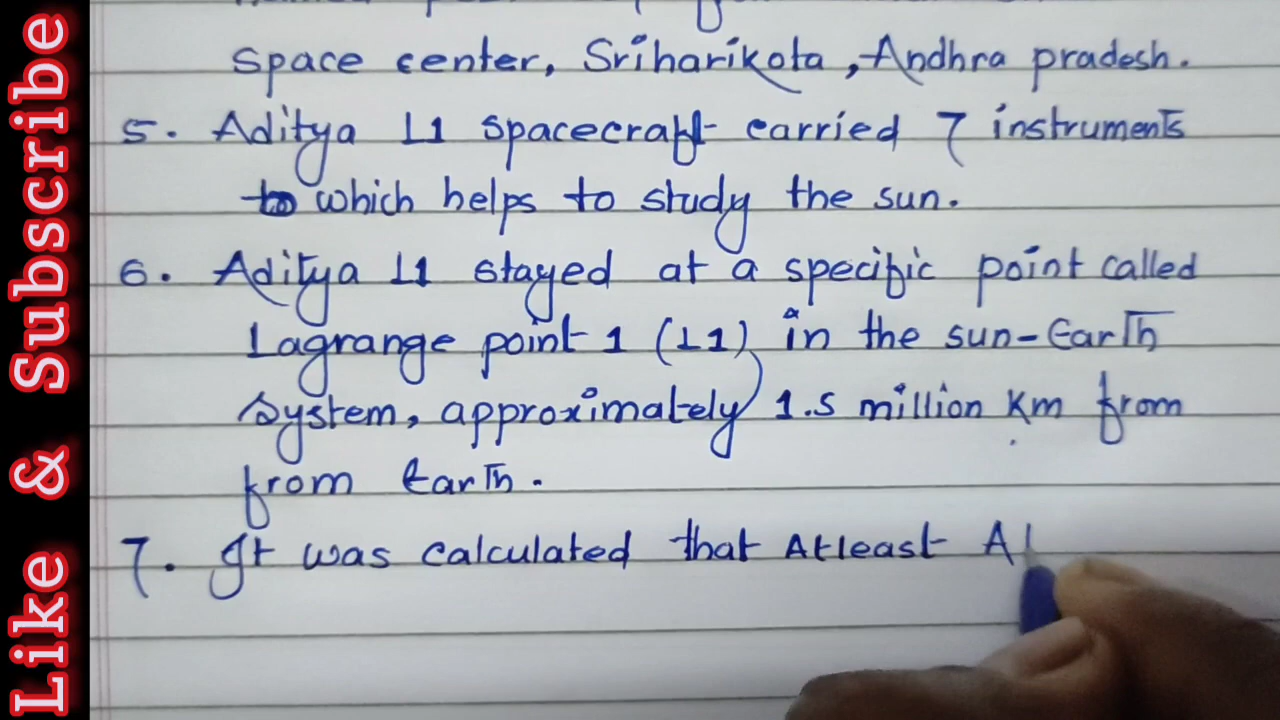 Space center, Sriharikota, Andhra pradesh.
5. Aditya L1 spacecraft carried 7 instruments
which helps to study the sun.
6. Aditya L1 stayed at a specific point called
Lagrange point 1 (L1) in the sun-Earth
system, approximately 1.5 million Km from
from Earth.
7. It was calculated that Atleast A
Like & Subscribe